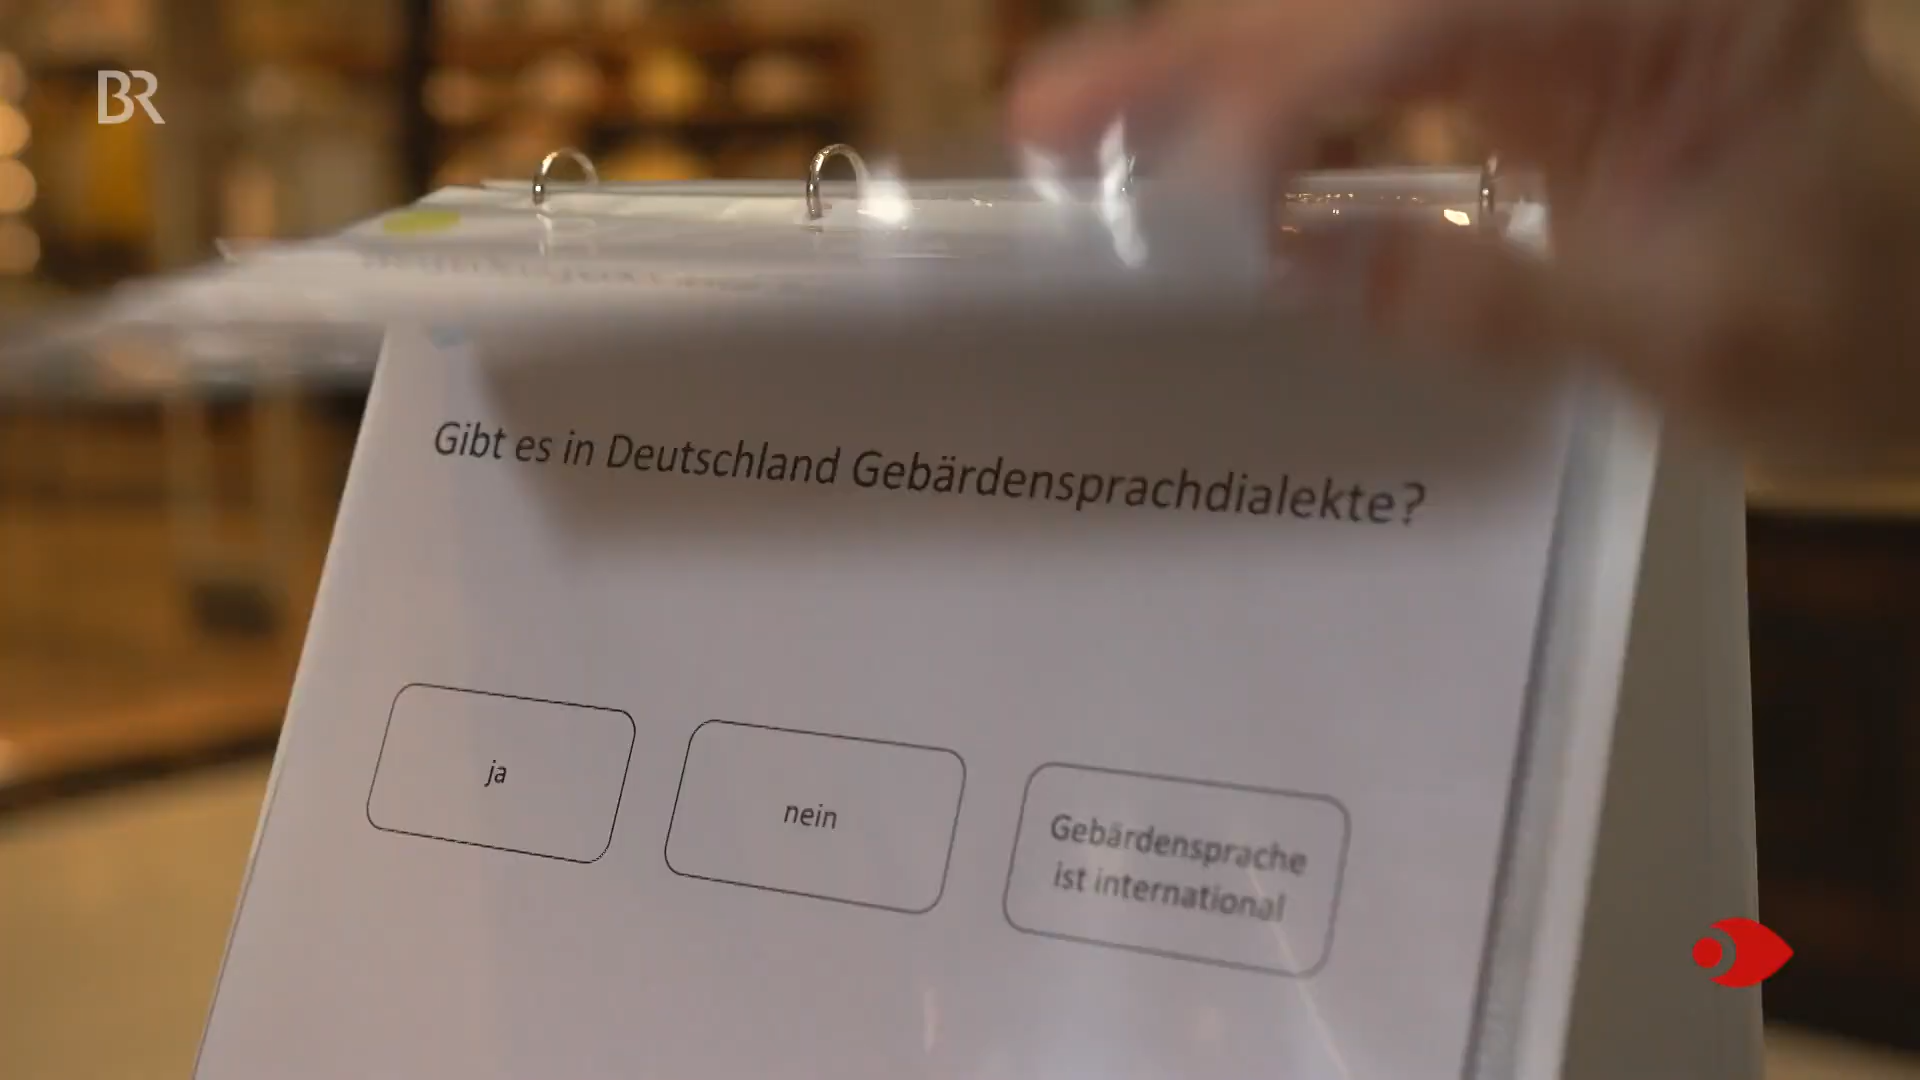 BR
Gibt es in Deutschland Gebärdensprachdialekte?
ja
nein
Gebärdensprache
ist international